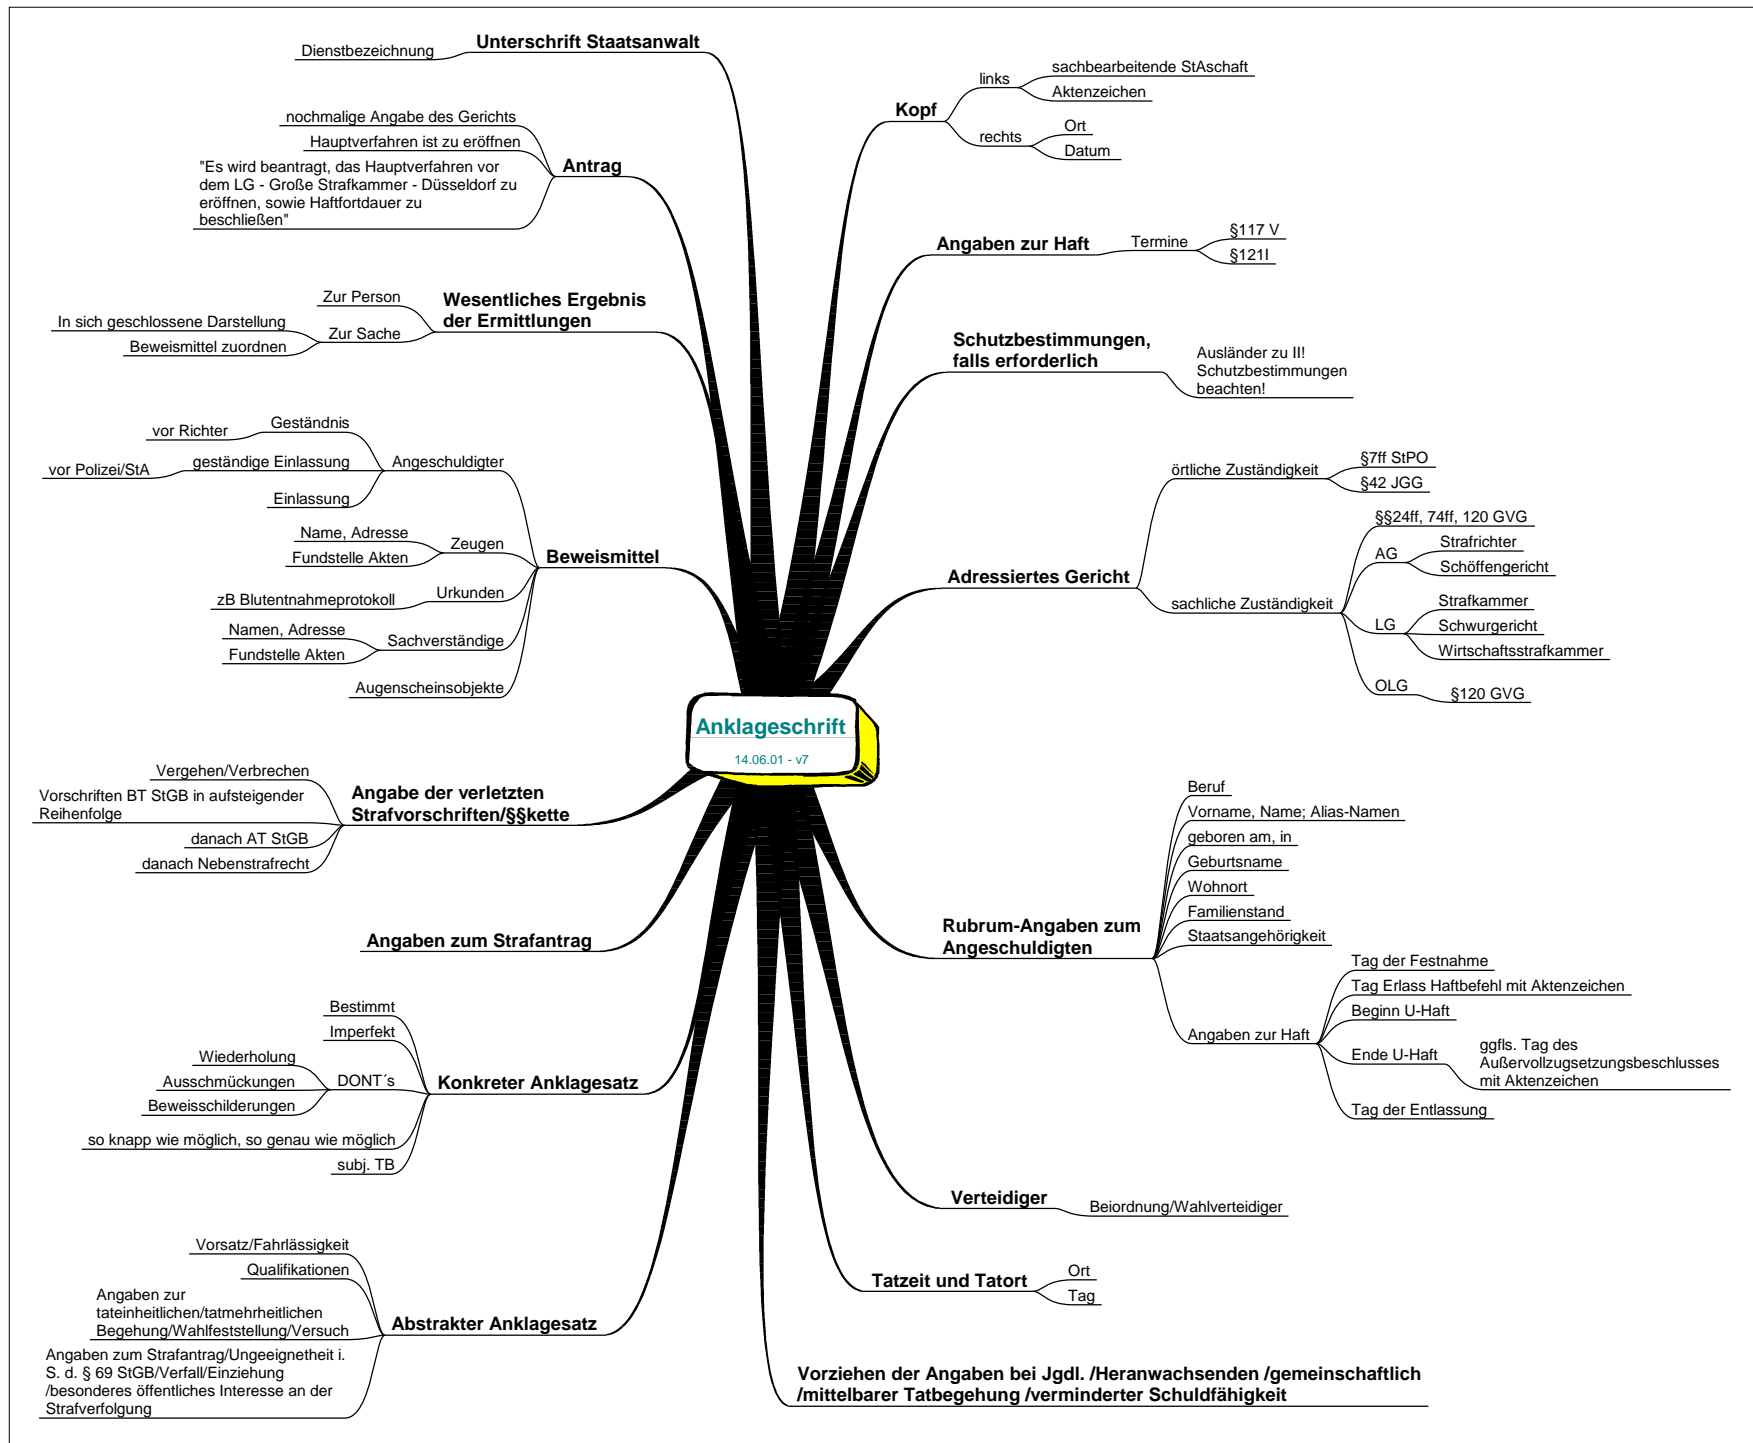 Anklageschrift
14.06.01 - v7
Kopf
links
sachbearbeitende StAschaft
Aktenzeichen
rechts
Ort
Datum
Angaben zur Haft
Termine
§117 V
§121I
Schutzbestimmungen,
falls erforderlich
Ausländer zu II!
Schutzbestimmungen
beachten!
Adressiertes Gericht
örtliche Zuständigkeit
§7ff StPO
§42 JGG
sachliche Zuständigkeit
§§24ff, 74ff, 120 GVG
AG
Strafrichter
Schöffengericht
LG
Strafkammer
Schwurgericht
Wirtschaftsstrafkammer
OLG
§120 GVG
Rubrum-Angaben zum
Angeschuldigten
Beruf
Vorname, Name; Alias-Namen
geboren am, in
Geburtsname
Wohnort
Familienstand
Staatsangehörigkeit
Angaben zur Haft
Tag der Festnahme
Tag Erlass Haftbefehl mit Aktenzeichen
Beginn U-Haft
Ende U-Haft
ggfls. Tag des
Außervollzugsetzungsbeschlusses
mit Aktenzeichen
Tag der Entlassung
Verteidiger
Beiordnung/Wahlverteidiger
Tatzeit und Tatort
Ort
Tag
Vorziehen der Angaben bei Jgdl. /Heranwachsenden /gemeinschaftlich
/mittelbarer Tatbegehung /verminderter Schuldfähigkeit
Abstrakter Anklagesatz
Vorsatz/Fahrlässigkeit
Qualifikationen
Angaben zur
tateinheitlichen/tatmehrheitlichen
Begehung/Wahlfeststellung/Versuch
Angaben zum Strafantrag/Ungeeignetheit i.
S. d. § 69 StGB/Verfall/Einziehung
/besonderes öffentliches Interesse an der
Strafverfolgung
Konkreter Anklagesatz
Bestimmt
Imperfekt
DONT´s
Wiederholung
Ausschmückungen
Beweisschilderungen
so knapp wie möglich, so genau wie möglich
subj. TB
Angaben zum Strafantrag
Angabe der verletzten
Strafvorschriften/§§kette
Vergehen/Verbrechen
Vorschriften BT StGB in aufsteigender
Reihenfolge
danach AT StGB
danach Nebenstrafrecht
Beweismittel
Angeschuldigter
Geständnis
vor Richter
geständige Einlassung
vor Polizei/StA
Einlassung
Zeugen
Name, Adresse
Fundstelle Akten
Urkunden
zB Blutentnahmeprotokoll
Sachverständige
Namen, Adresse
Fundstelle Akten
Augenscheinsobjekte
Wesentliches Ergebnis
der Ermittlungen
Zur Person
Zur Sache
In sich geschlossene Darstellung
Beweismittel zuordnen
Antrag
nochmalige Angabe des Gerichts
Hauptverfahren ist zu eröffnen
"Es wird beantragt, das Hauptverfahren vor
dem LG - Große Strafkammer - Düsseldorf zu
eröffnen, sowie Haftfortdauer zu
beschließen"
Unterschrift Staatsanwalt
Dienstbezeichnung